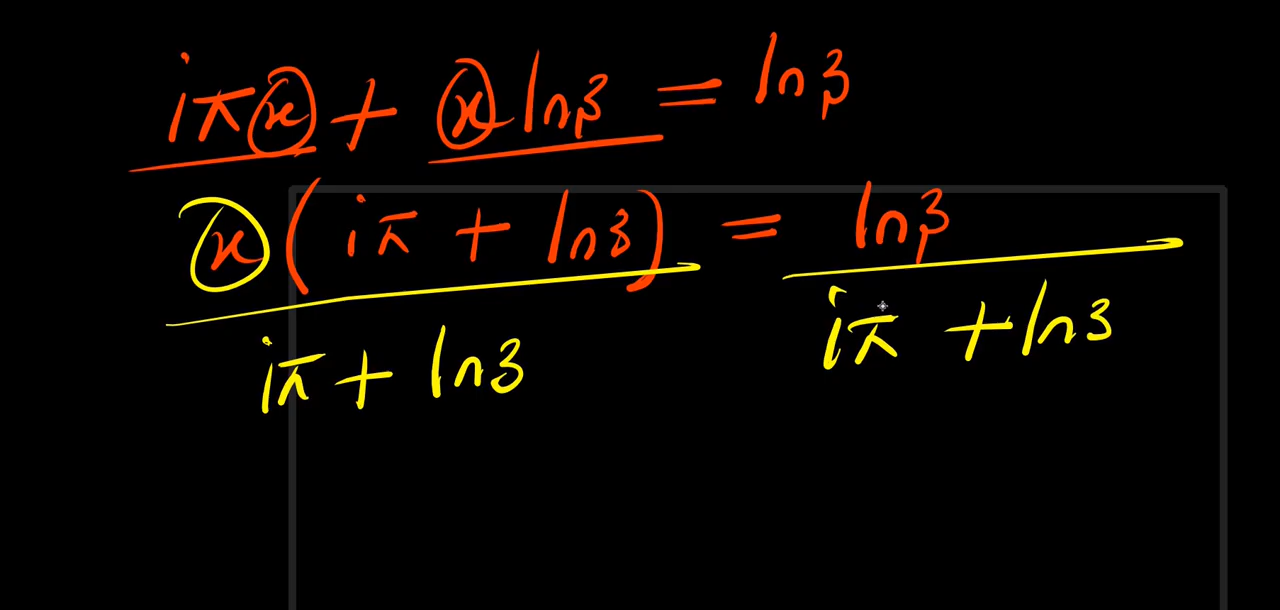 iπx + x ln3 = ln3
x(iπ + ln3) = ln3
iπ + ln3 iπ + ln3